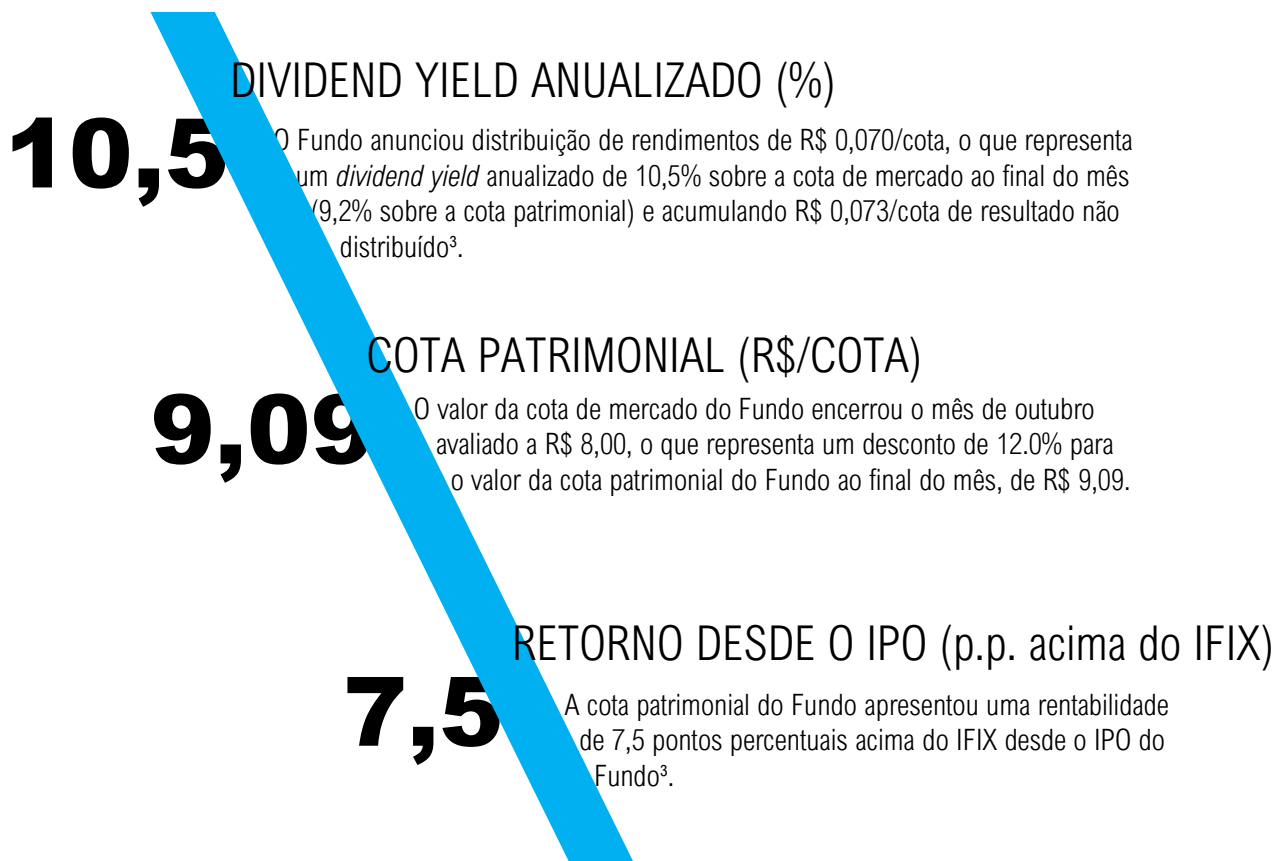 DIVIDEND YIELD ANUALIZADO (%)
10,5
O Fundo anunciou distribuição de rendimentos de R$ 0,070/cota, o que representa
um dividend yield anualizado de 10,5% sobre a cota de mercado ao final do mês
(9,2% sobre a cota patrimonial) e acumulando R$ 0,073/cota de resultado não
distribuído³.
COTA PATRIMONIAL (R$/COTA)
9,09
O valor da cota de mercado do Fundo encerrou o mês de outubro
avaliado a R$ 8,00, o que representa um desconto de 12.0% para
o valor da cota patrimonial do Fundo ao final do mês, de R$ 9,09.
RETORNO DESDE O IPO (p.p. acima do IFIX)
7,5
A cota patrimonial do Fundo apresentou uma rentabilidade
de 7,5 pontos percentuais acima do IFIX desde o IPO do
Fundo³.